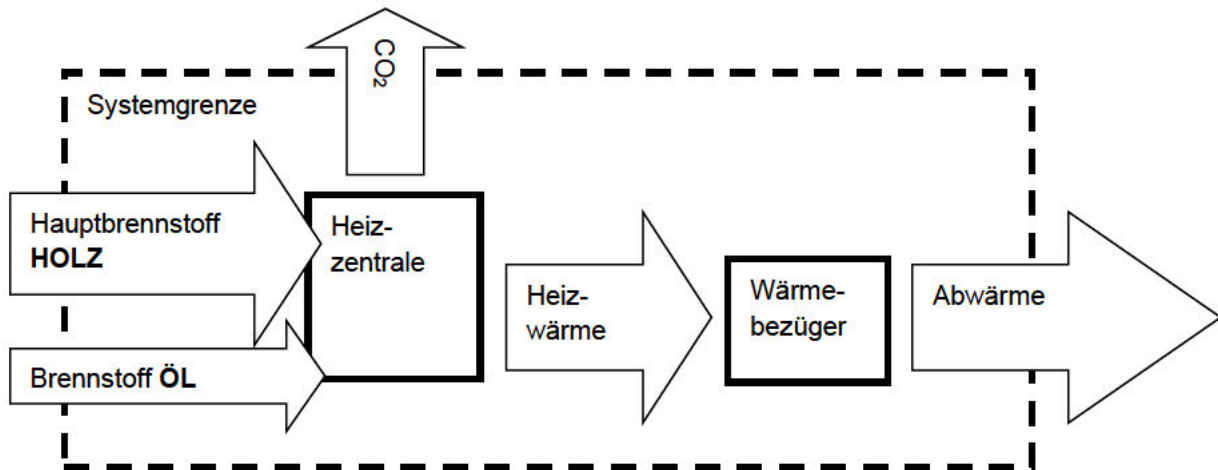 CO₂
Systemgrenze
Hauptbrennstoff
HOLZ
Heiz-
zentrale
Heiz-
wärme
Wärme-
bezüger
Abwärme
Brennstoff ÖL